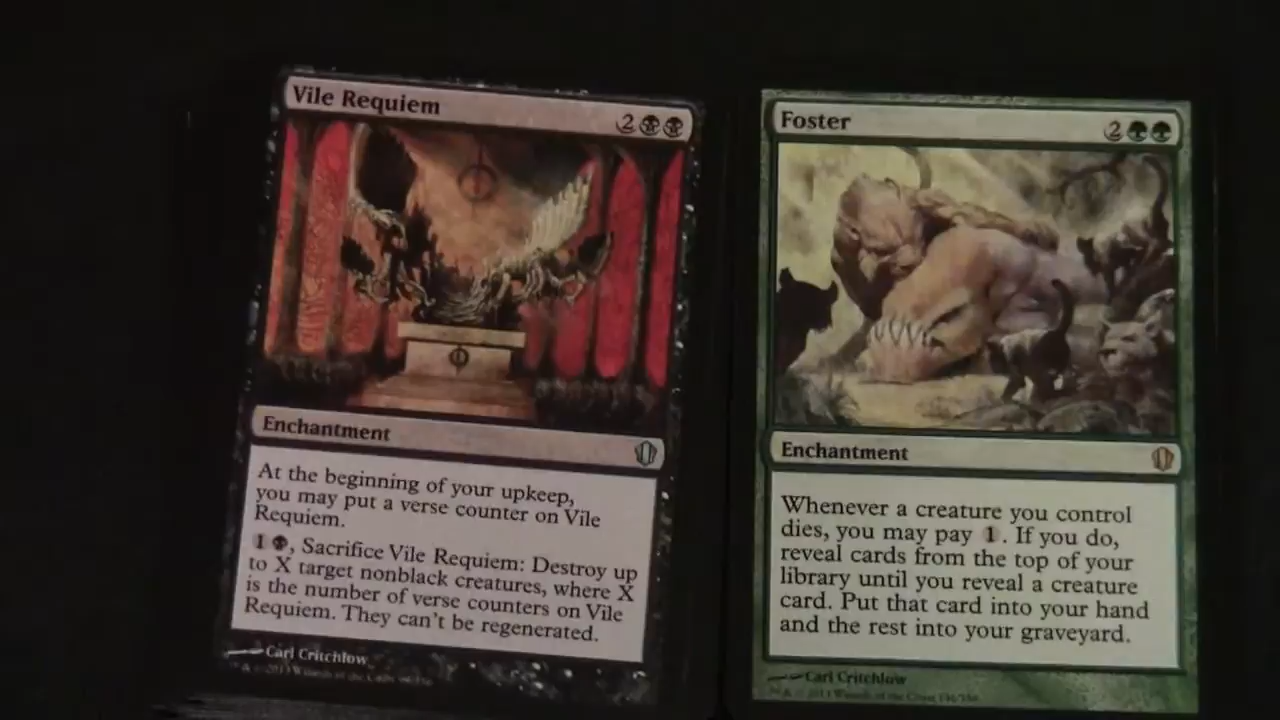 Vile Requiem
2
Enchantment
At the beginning of your upkeep,
you may put a verse counter on Vile
Requiem.
1 , Sacrifice Vile Requiem: Destroy up
to X target nonblack creatures, where X
is the number of verse counters on Vile
Requiem. They can't be regenerated.
Carl Critchlow
Foster
2
Enchantment
Whenever a creature you control
dies, you may pay 1. If you do,
reveal cards from the top of your
library until you reveal a creature
card. Put that card into your hand
and the rest into your graveyard.
Carl Critchlow